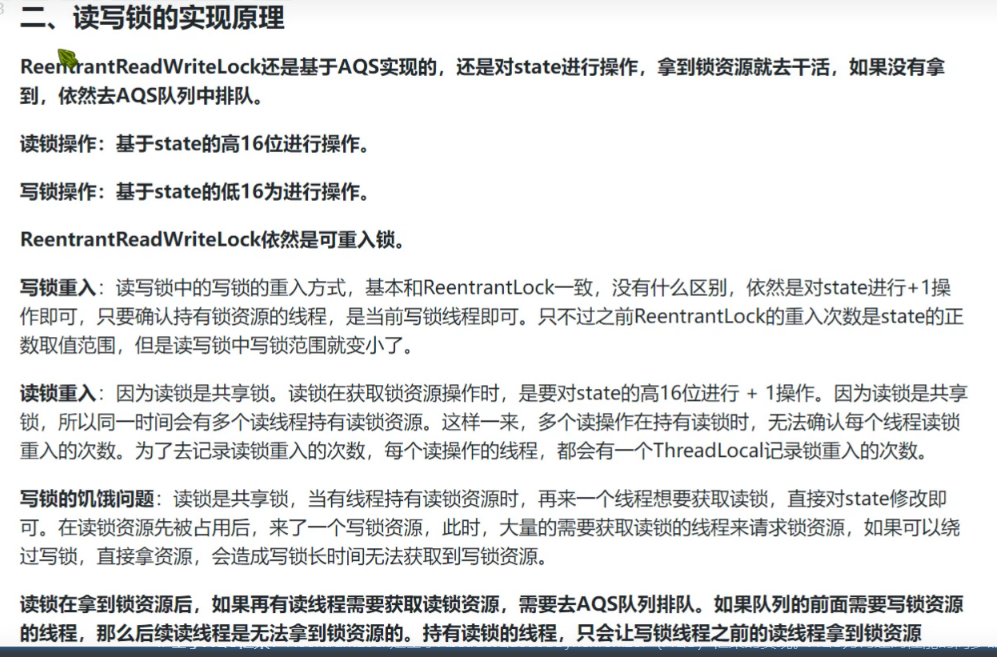 二、读写锁的实现原理
ReentrantReadWriteLock还是基于AQS实现的，还是对state进行操作，拿到锁资源就去干活，如果没有拿
到，依然去AQS队列中排队。
读锁操作：基于state的高16位进行操作。
写锁操作：基于state的低16为进行操作。
ReentrantReadWriteLock依然是可重入锁。
写锁重入：读写锁中的写锁的重入方式，基本和ReentrantLock一致，没有什么区别，依然是对state进行+1操
作即可，只要确认持有锁资源的线程，是当前写锁线程即可。只不过之前ReentrantLock的重入次数是state的正
数取值范围，但是读写锁中写锁范围就变小了。
读锁重入：因为读锁是共享锁。读锁在获取锁资源操作时，是要对state的高16位进行 + 1操作。因为读锁是共享
锁，所以同一时间会有多个读线程持有读锁资源。这样一来，多个读操作在持有读锁时，无法确认每个线程读锁
重入的次数。为了去记录读锁重入的次数，每个读操作的线程，都会有一个ThreadLocal记录锁重入的次数。
写锁的饥饿问题：读锁是共享锁，当有线程持有读锁资源时，再来一个线程想要获取读锁，直接对state修改即
可。在读锁资源先被占用后，来了一个写锁资源，此时，大量的需要获取读锁的线程来请求锁资源，如果可以绕
过写锁，直接拿资源，会造成写锁长时间无法获取到写锁资源。
读锁在拿到锁资源后，如果再有读线程需要获取读锁资源，需要去AQS队列排队。如果队列的前面需要写锁资源
的线程，那么后续读线程是无法拿到锁资源的。持有读锁的线程，只会让写锁线程之前的读线程拿到锁资源